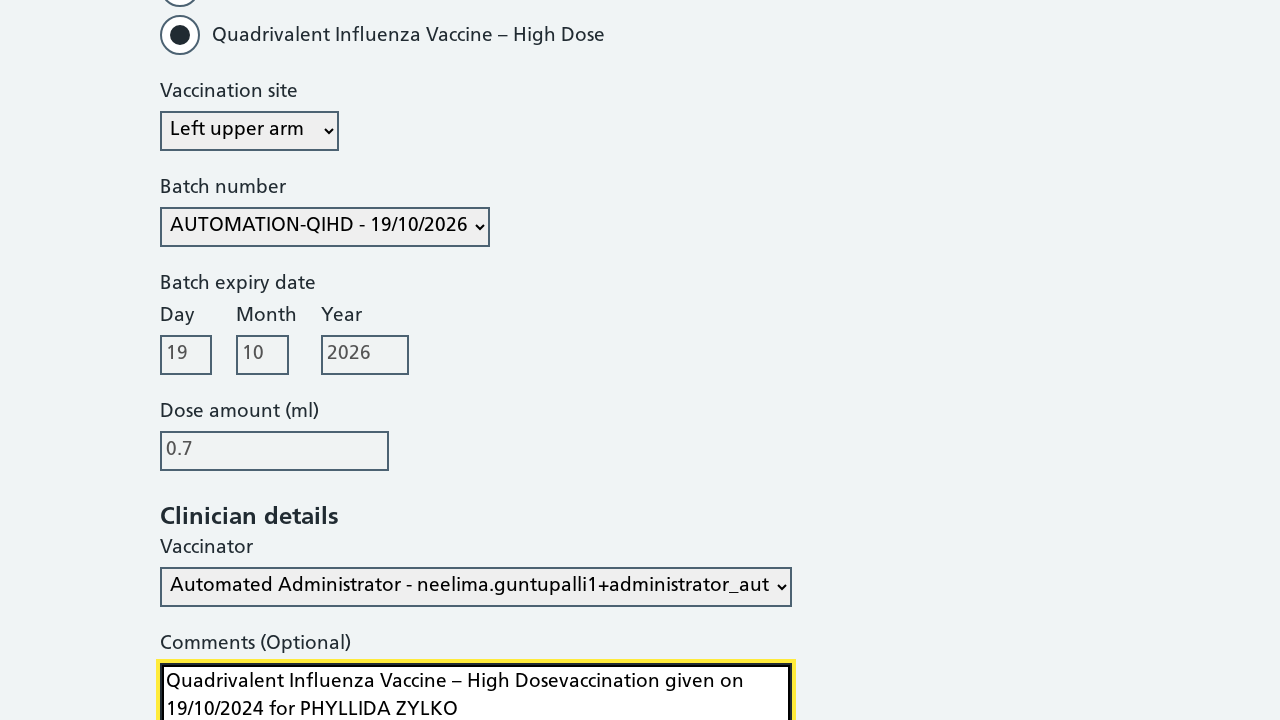 Quadrivalent Influenza Vaccine – High Dose
Vaccination site
Left upper arm
Batch number
AUTOMATION-QIHD - 19/10/2026
Batch expiry date
Day Month Year
19 10 2026
Dose amount (ml)
0.7
Clinician details
Vaccinator
Automated Administrator - neelima.guntupalli1+administrator_aut
Comments (Optional)
Quadrivalent Influenza Vaccine – High Dosevaccination given on
19/10/2024 for PHYLLIDA ZYLKO